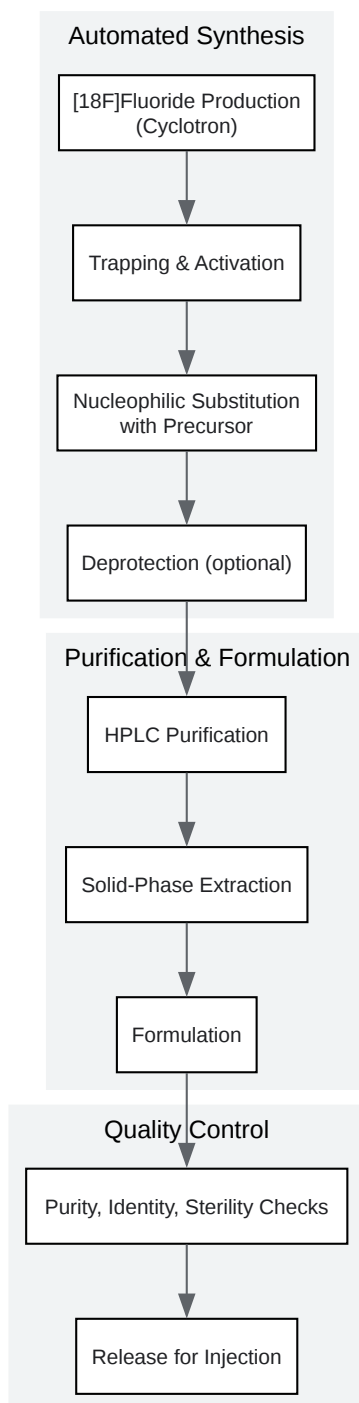 Automated Synthesis
[18F]Fluoride Production
(Cyclotron)
Trapping & Activation
Nucleophilic Substitution
with Precursor
Deprotection (optional)
Purification & Formulation
HPLC Purification
Solid-Phase Extraction
Formulation
Quality Control
Purity, Identity, Sterility Checks
Release for Injection